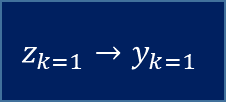 z_{k=1} → y_{k=1}